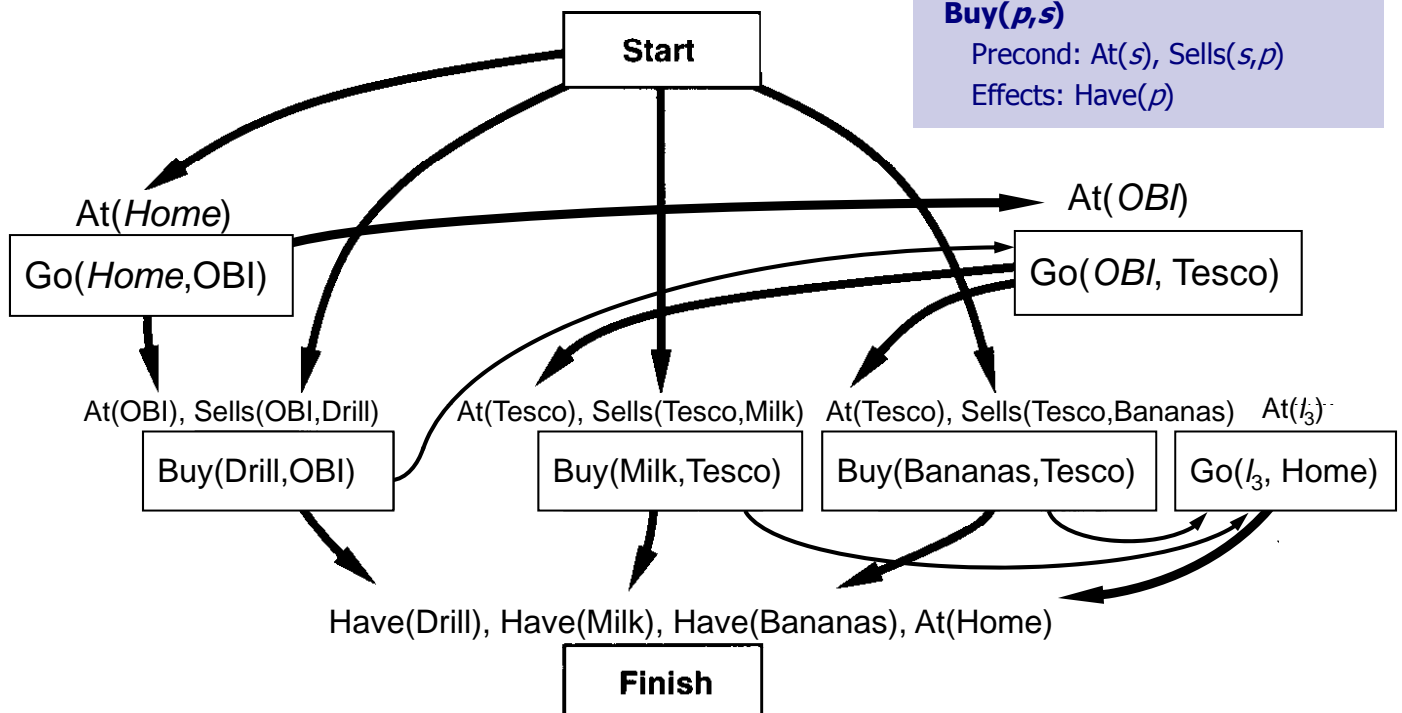 Buy(p,s)
Precond: At(s), Sells(s,p)
Effects: Have(p)
Start
At(Home)
At(OBI)
Go(Home,OBI)
Go(OBI, Tesco)
At(OBI), Sells(OBI,Drill)
At(Tesco), Sells(Tesco,Milk)
At(Tesco), Sells(Tesco,Bananas)
At(l₃)
Buy(Drill,OBI)
Buy(Milk,Tesco)
Buy(Bananas,Tesco)
Go(l₃, Home)
Have(Drill), Have(Milk), Have(Bananas), At(Home)
Finish